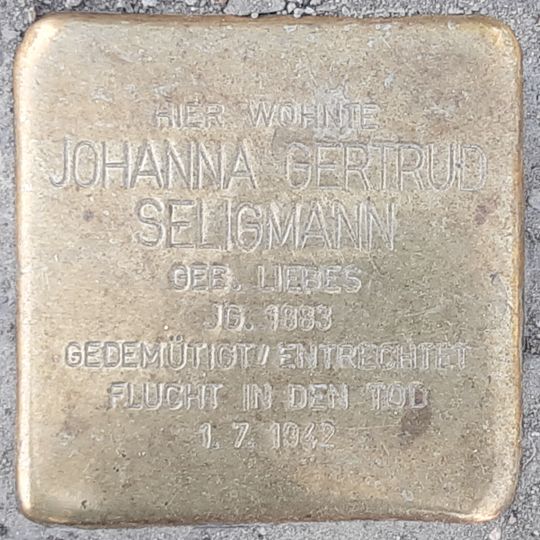 HIER WOHNTE
JOHANNA GERTRUD
SELIGMANN
GEB. LIEBES
JG. 1883
GEDEMÜTIGT/ENTRECHTET
FLUCHT IN DEN TOD
1.7.1942